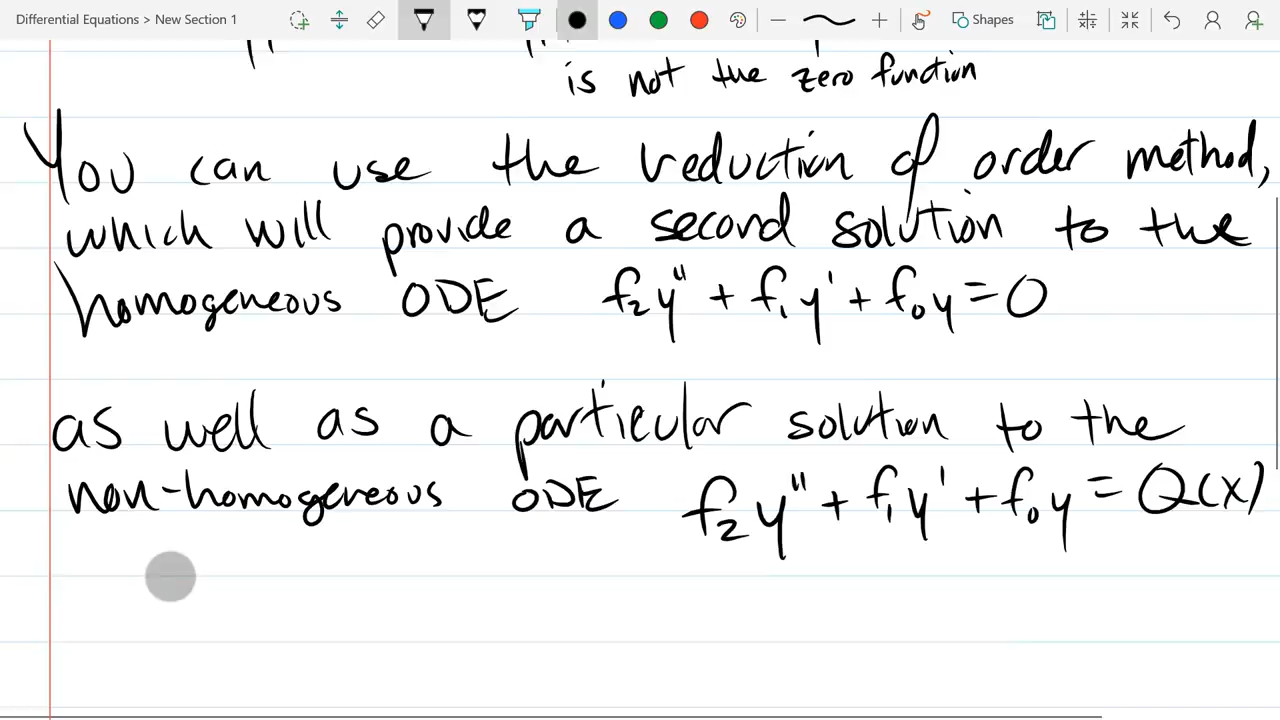 Differential Equations > New Section 1
Shapes
is not the zero function
You can use the reduction of order method,
which will provide a second solution to the
homogeneous ODE f₂y" + f₁y' + f₀y = 0
as well as a particular solution to the
non-homogeneous ODE f₂y" + f₁y' + f₀y = Q(x)